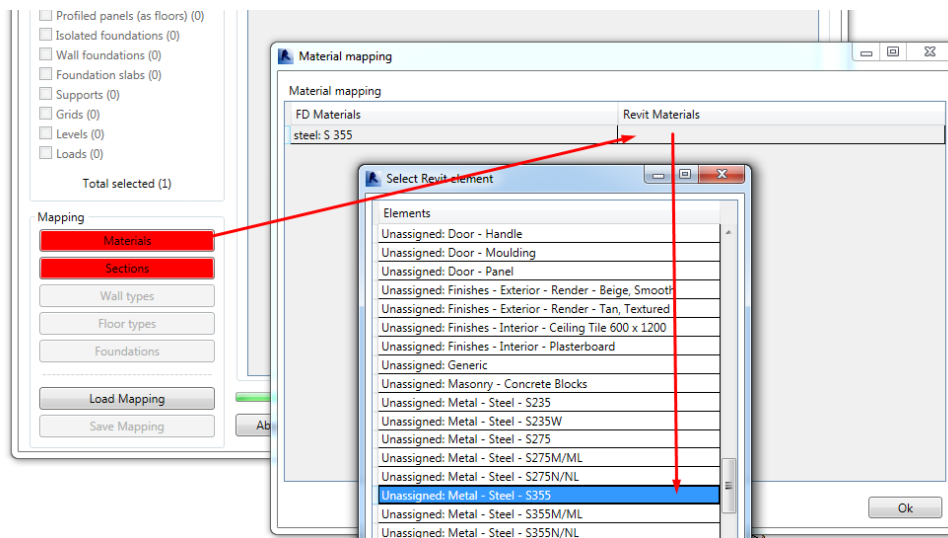 Profiled panels (as floors) (0)
Isolated foundations (0)
Wall foundations (0)
Foundation slabs (0)
Supports (0)
Grids (0)
Levels (0)
Loads (0)
Total selected (1)
Mapping
Materials
Sections
Wall types
Floor types
Foundations
Load Mapping
Save Mapping
Ab
Material mapping
Material mapping
FD Materials Revit Materials
steel: S 355
Select Revit element
Elements
Unassigned: Door - Handle
Unassigned: Door - Moulding
Unassigned: Door - Panel
Unassigned: Finishes - Exterior - Render - Beige, Smooth
Unassigned: Finishes - Exterior - Render - Tan, Textured
Unassigned: Finishes - Interior - Ceiling Tile 600 x 1200
Unassigned: Finishes - Interior - Plasterboard
Unassigned: Generic
Unassigned: Masonry - Concrete Blocks
Unassigned: Metal - Steel - S235
Unassigned: Metal - Steel - S235W
Unassigned: Metal - Steel - S275
Unassigned: Metal - Steel - S275M/ML
Unassigned: Metal - Steel - S275N/NL
Unassigned: Metal - Steel - S355
Unassigned: Metal - Steel - S355M/ML
Unassigned: Metal - Steel - S355N/NL
Ok